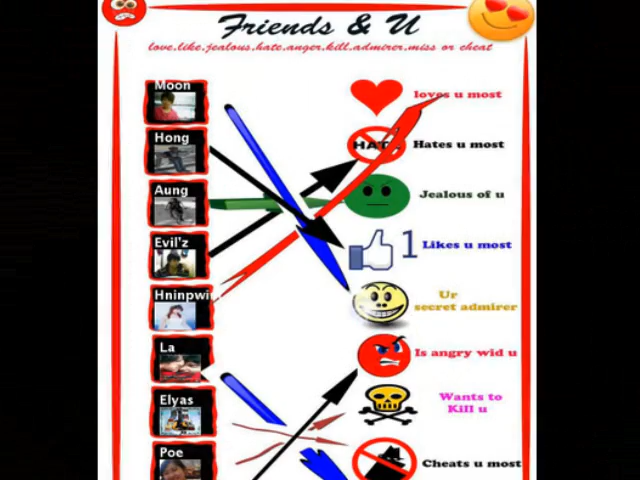 Friends & U
love,like,jealous,hate,anger,kill,admirer,miss or cheat
Moon
loves u most
Hong
HAT
Hates u most
Aung
Jealous of u
Evil'z
1
Likes u most
Hninpwin
Ur
secret admirer
La
Is angry wid u
Elyas
Wants to
Kill u
Poe
Cheats u most